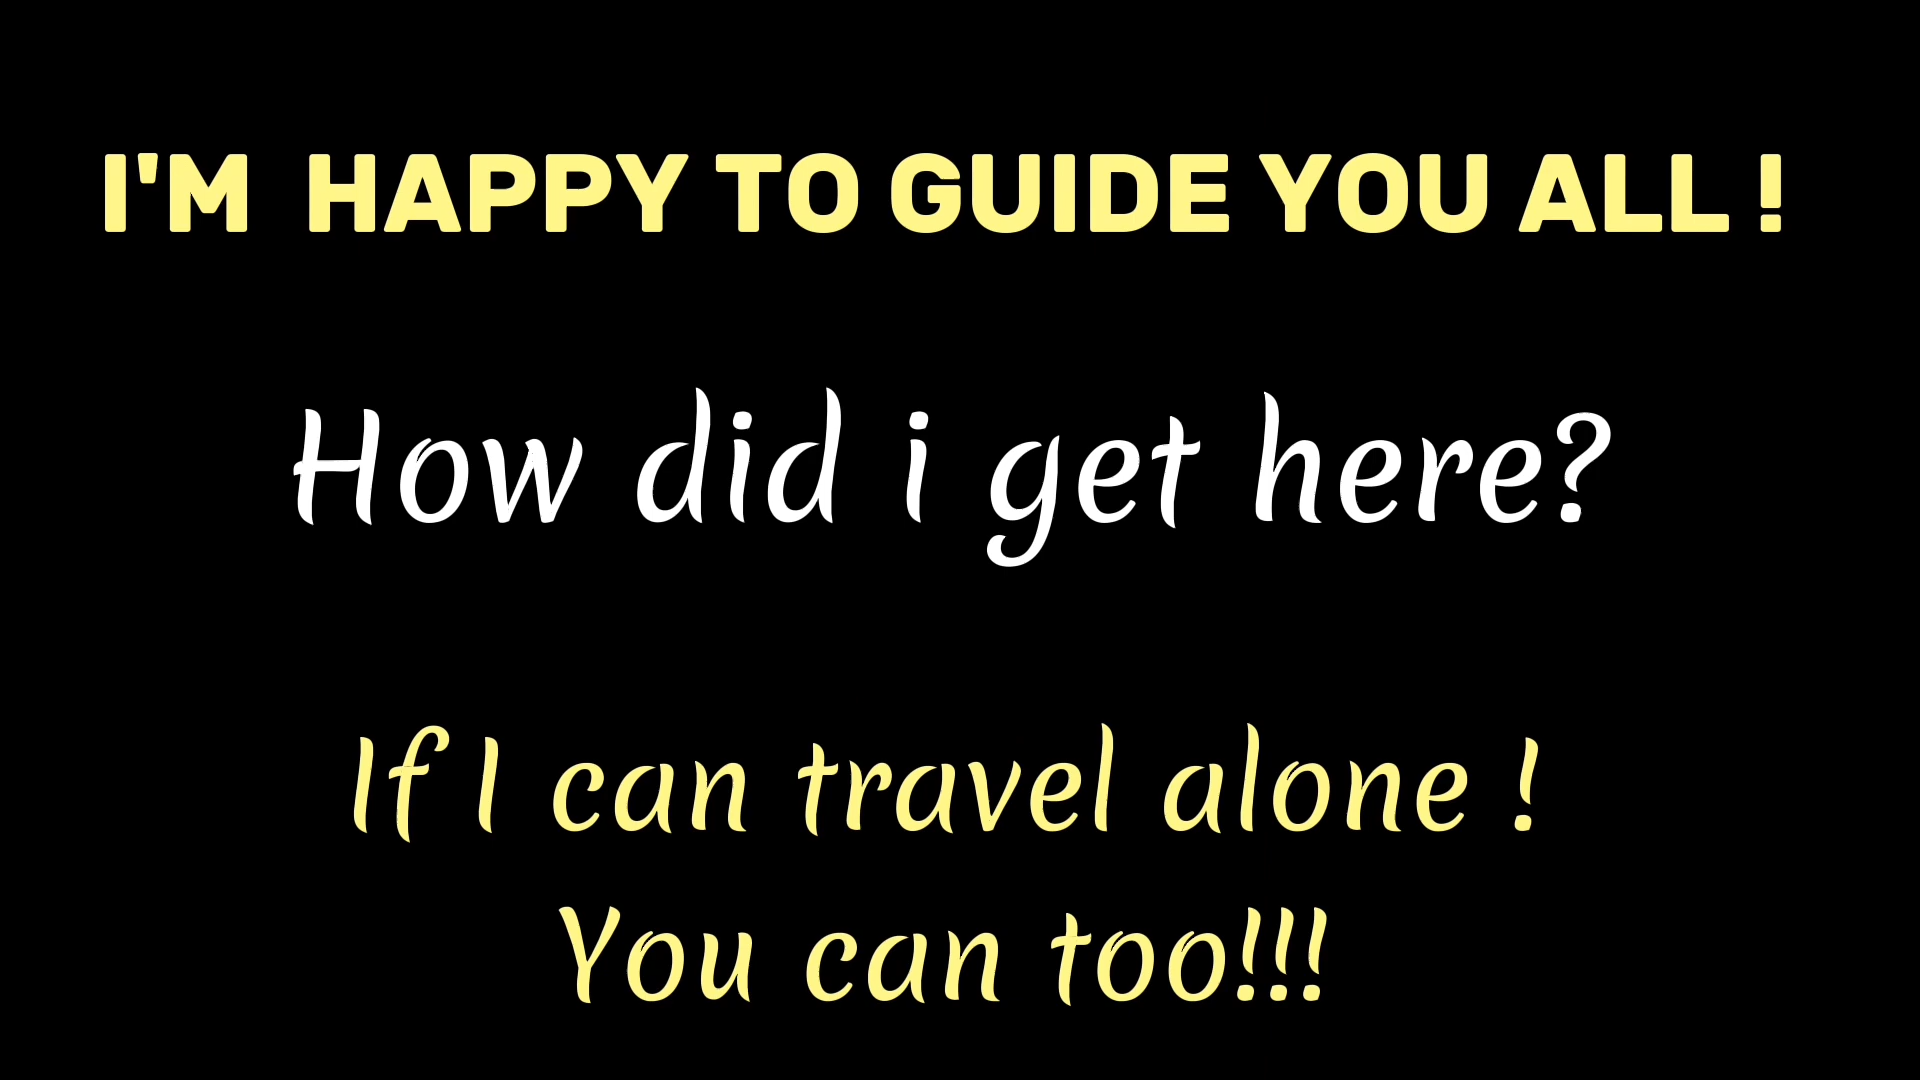 I'M  HAPPY TO GUIDE YOU ALL !
How did i get here?
If I can travel alone !
You can too!!!